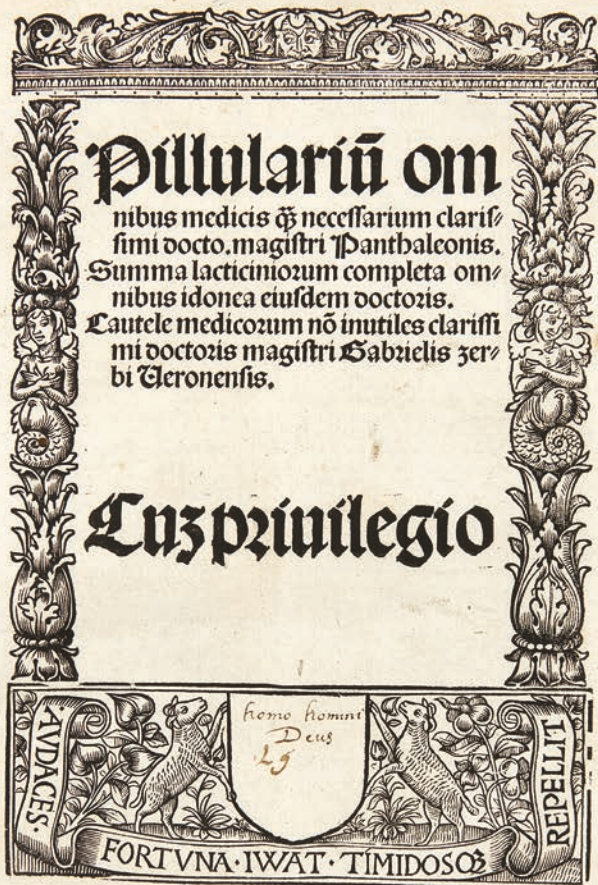 Pillulariū om
nibus medicis q̃ꝫ necessarium claris⸗
simi docto. magistri Panthaleonis.
Summa lacticiniorum completa om⸗
nibus idonea eiusdem doctoris.
Cautele medicorum nō inutiles clarissi
mi doctoris magistri Gabrielis zer⸗
bi Veronensis.
Cuꝫ priuilegio
homo homini
Deus
AVDACES·
FORTVNA·IWAT·TIMIDOSQꝫ
REPELLIT